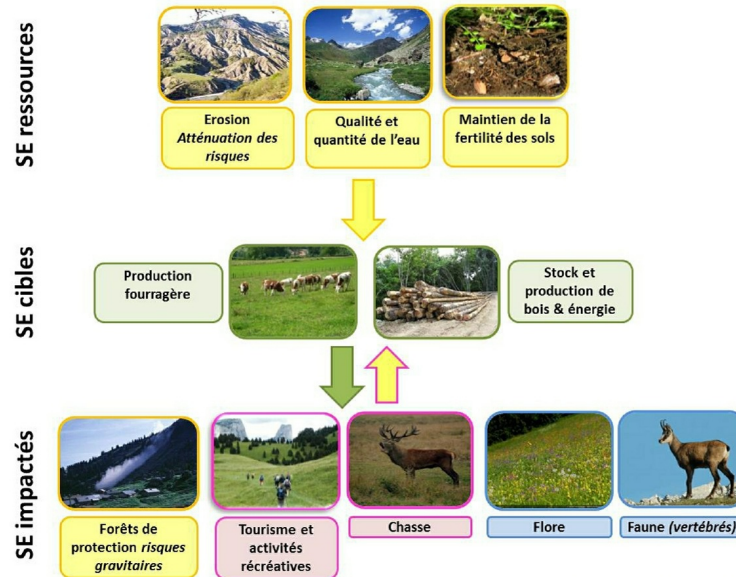 SE ressources
Erosion
Atténuation des
risques
Qualité et
quantité de l'eau
Maintien de la
fertilité des sols
SE cibles
Production
fourragère
Stock et
production de
bois & énergie
SE impactés
Forêts de
protection risques
gravitaires
Tourisme et
activités
récréatives
Chasse
Flore
Faune (vertébrés)